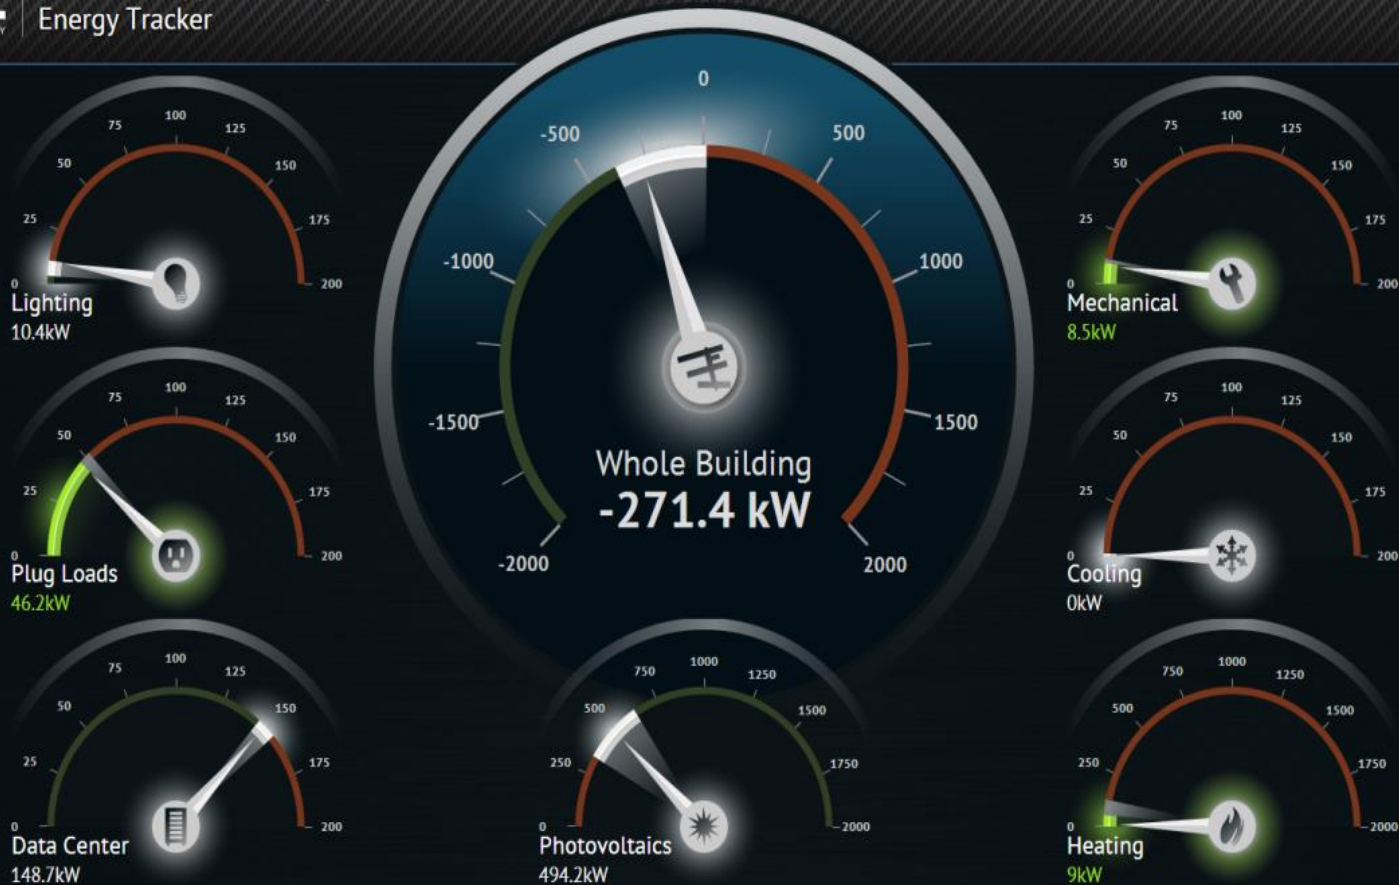 Energy Tracker
0 25 50 75 100 125 150 175 200
Lighting
10.4kW
0 25 50 75 100 125 150 175 200
Plug Loads
46.2kW
0 25 50 75 100 125 150 175 200
Data Center
148.7kW
-2000 -1500 -1000 -500 0 500 1000 1500 2000
Whole Building
-271.4 kW
0 250 500 750 1000 1250 1500 1750 2000
Photovoltaics
494.2kW
0 25 50 75 100 125 150 175 200
Mechanical
8.5kW
0 25 50 75 100 125 150 175 200
Cooling
0kW
0 250 500 750 1000 1250 1500 1750 2000
Heating
9kW